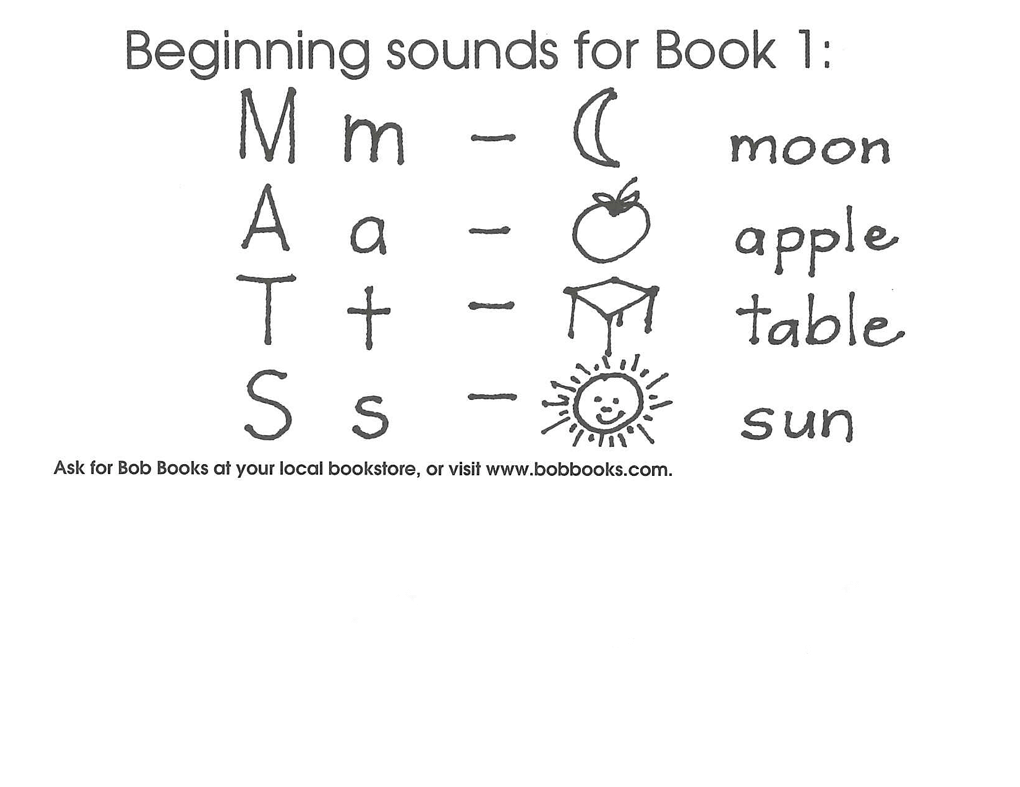 Beginning sounds for Book 1:
M m – moon
A a – apple
T t – table
S s – sun
Ask for Bob Books at your local bookstore, or visit www.bobbooks.com.